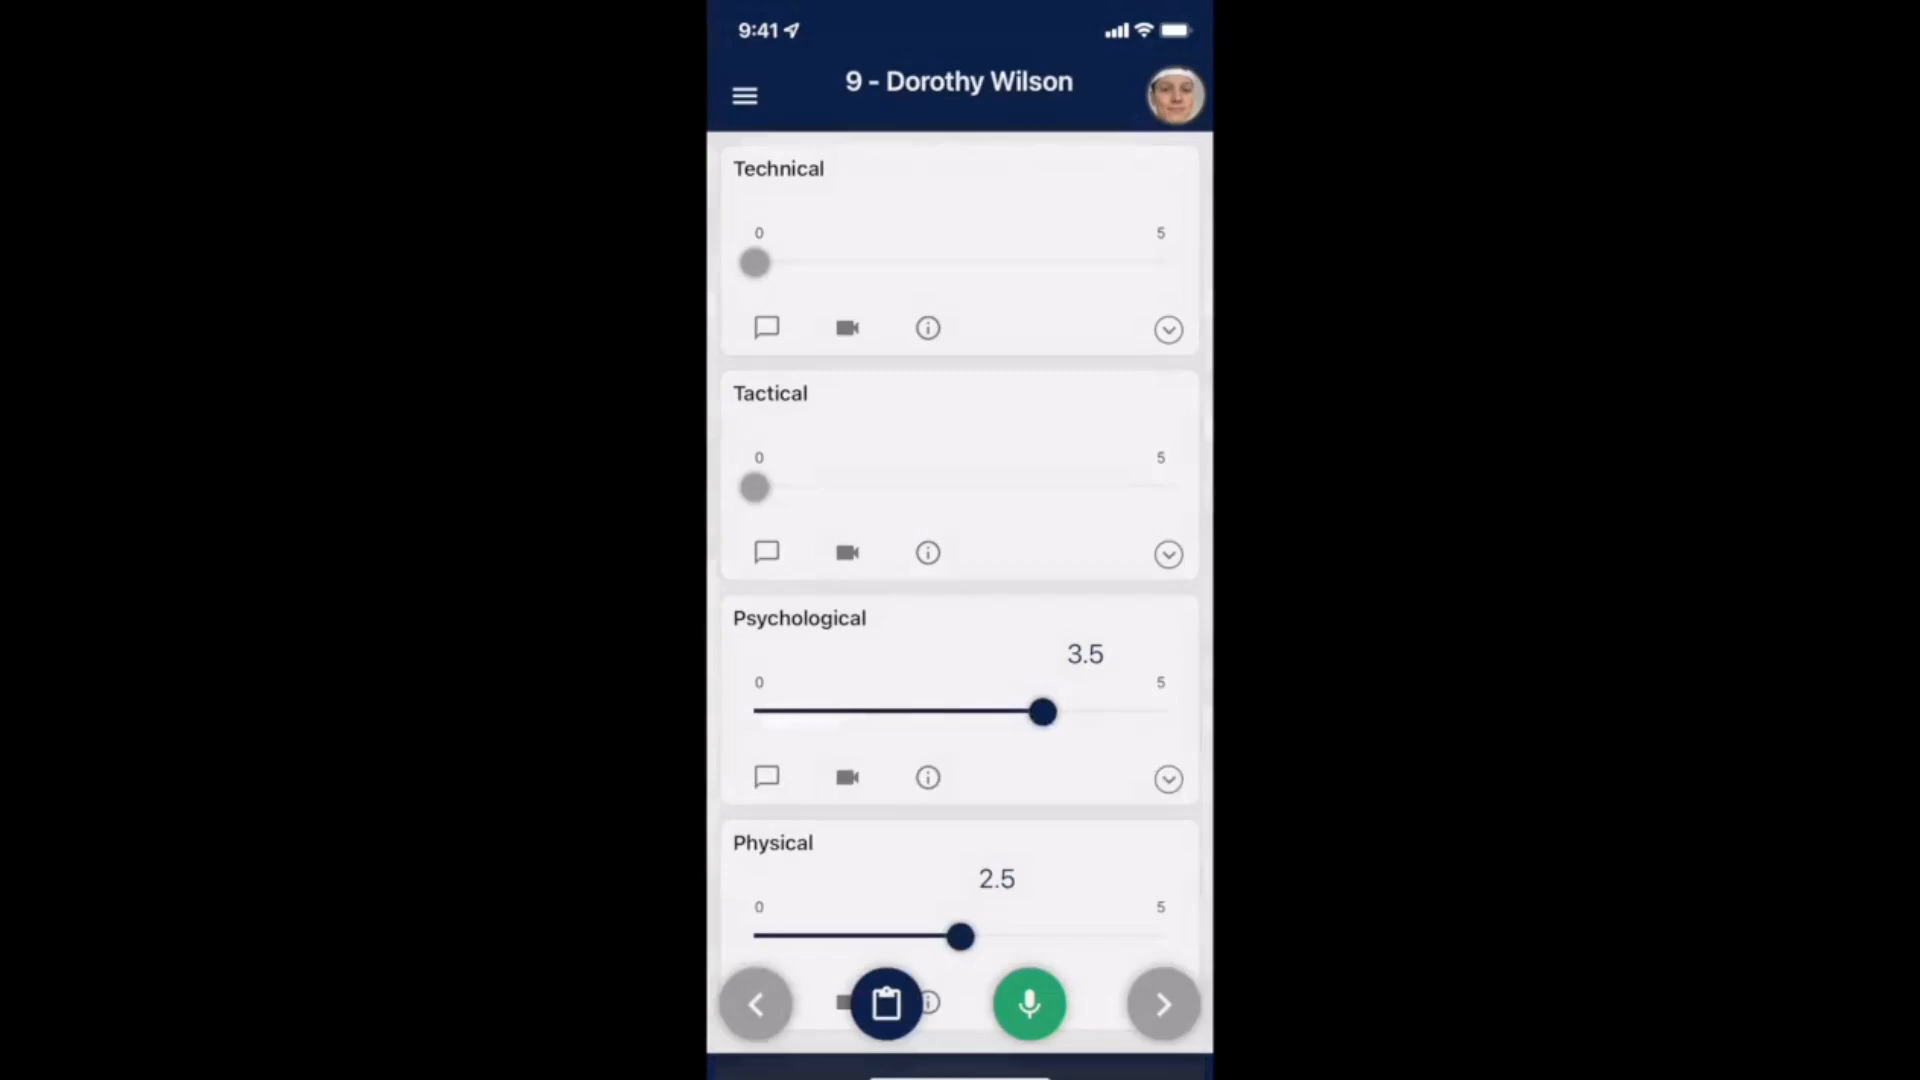 9:41
9 - Dorothy Wilson
Technical
0 5
Tactical
0 5
Psychological
3.5
0 5
Physical
2.5
0 5